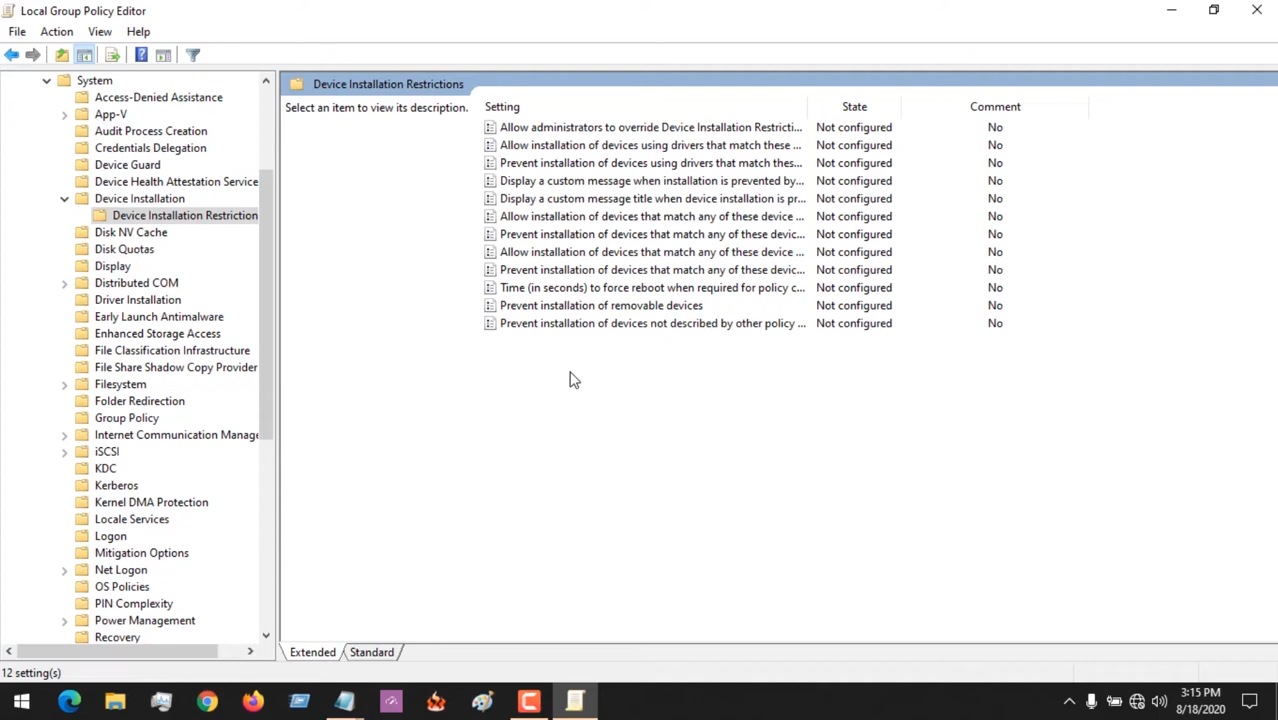 Local Group Policy Editor
File Action View Help
System
Access-Denied Assistance
App-V
Audit Process Creation
Credentials Delegation
Device Guard
Device Health Attestation Service
Device Installation
Device Installation Restriction
Disk NV Cache
Disk Quotas
Display
Distributed COM
Driver Installation
Early Launch Antimalware
Enhanced Storage Access
File Classification Infrastructure
File Share Shadow Copy Provider
Filesystem
Folder Redirection
Group Policy
Internet Communication Manage
iSCSI
KDC
Kerberos
Kernel DMA Protection
Locale Services
Logon
Mitigation Options
Net Logon
OS Policies
PIN Complexity
Power Management
Recovery
Device Installation Restrictions
Select an item to view its description.
Setting State Comment
Allow administrators to override Device Installation Restricti... Not configured No
Allow installation of devices using drivers that match these ... Not configured No
Prevent installation of devices using drivers that match thes... Not configured No
Display a custom message when installation is prevented by... Not configured No
Display a custom message title when device installation is pr... Not configured No
Allow installation of devices that match any of these device ... Not configured No
Prevent installation of devices that match any of these devic... Not configured No
Allow installation of devices that match any of these device ... Not configured No
Prevent installation of devices that match any of these devic... Not configured No
Time (in seconds) to force reboot when required for policy c... Not configured No
Prevent installation of removable devices Not configured No
Prevent installation of devices not described by other policy ... Not configured No
Extended Standard
12 setting(s)
3:15 PM
8/18/2020